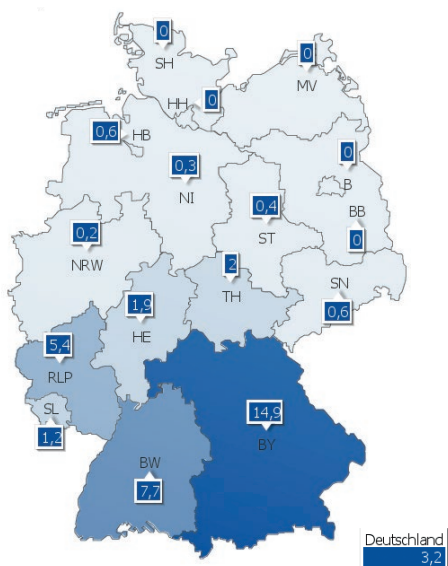 0
SH
0
MV
HH
0
0,6
HB
0
0,3
NI
B
0,4
BB
ST
0
0,2
NRW
2
TH
SN
0,6
1,9
HE
5,4
RLP
SL
1,2
14,9
BY
BW
7,7
Deutschland
3,2